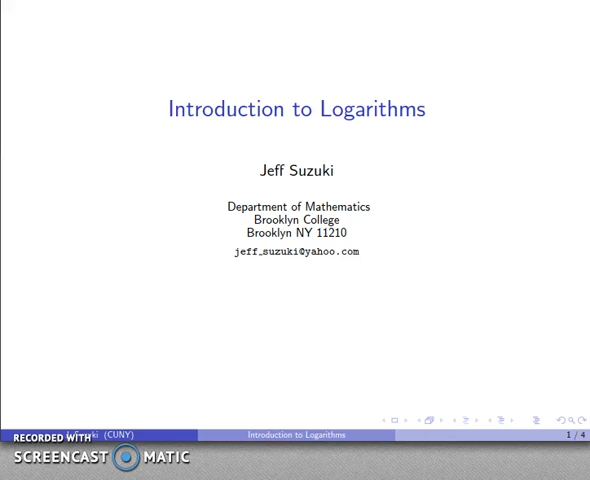 Introduction to Logarithms
Jeff Suzuki
Department of Mathematics
Brooklyn College
Brooklyn NY 11210
jeff_suzuki@yahoo.com
(CUNY)
Introduction to Logarithms
1 / 4
RECORDED WITH
SCREENCAST MATIC